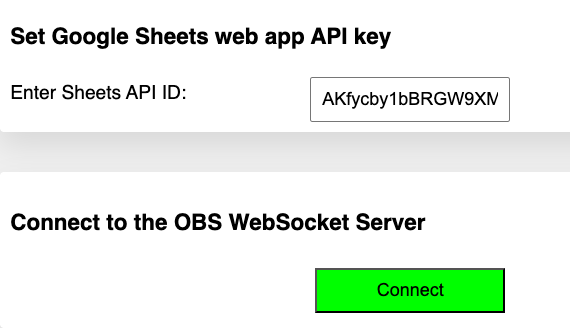 Set Google Sheets web app API key
Enter Sheets API ID:
AKfycby1bBRGW9XM
Connect to the OBS WebSocket Server
Connect